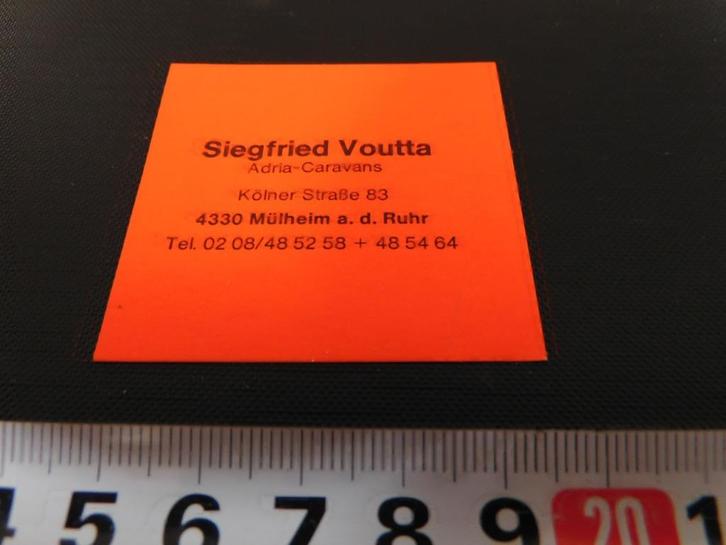 Siegfried Voutta
Adria-Caravans
Kölner Straße 83
4330 Mülheim a. d. Ruhr
Tel. 02 08/48 52 58 + 48 54 64
4 5 6 7 8 9 20 1